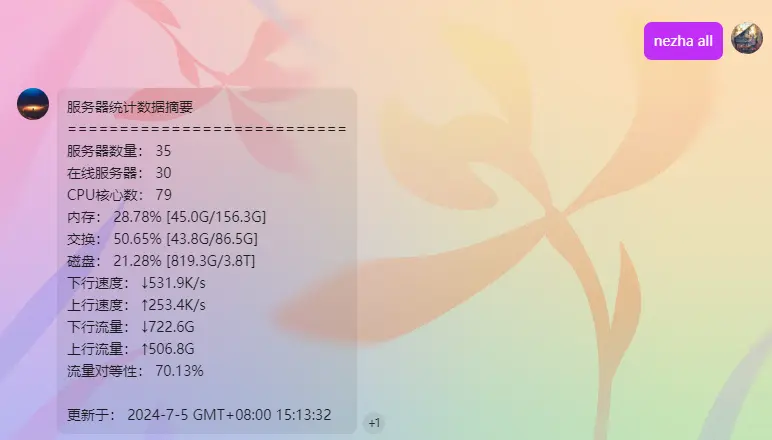 nezha all
服务器统计数据摘要
===========================
服务器数量： 35
在线服务器： 30
CPU核心数： 79
内存： 28.78% [45.0G/156.3G]
交换： 50.65% [43.8G/86.5G]
磁盘： 21.28% [819.3G/3.8T]
下行速度： ↓531.9K/s
上行速度： ↑253.4K/s
下行流量： ↓722.6G
上行流量： ↑506.8G
流量对等性： 70.13%
更新于： 2024-7-5 GMT+08:00 15:13:32
+1